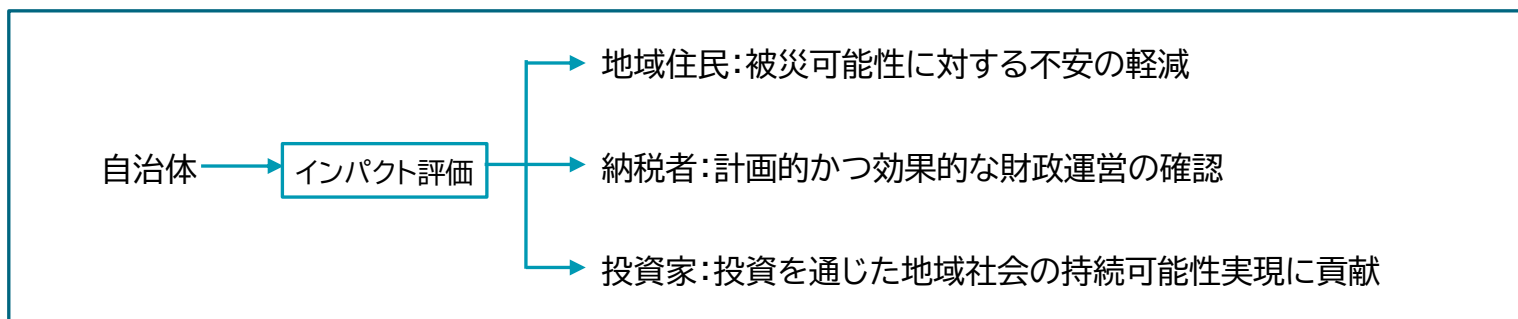 地域住民：被災可能性に対する不安の軽減
自治体
インパクト評価
納税者：計画的かつ効果的な財政運営の確認
投資家：投資を通じた地域社会の持続可能性実現に貢献